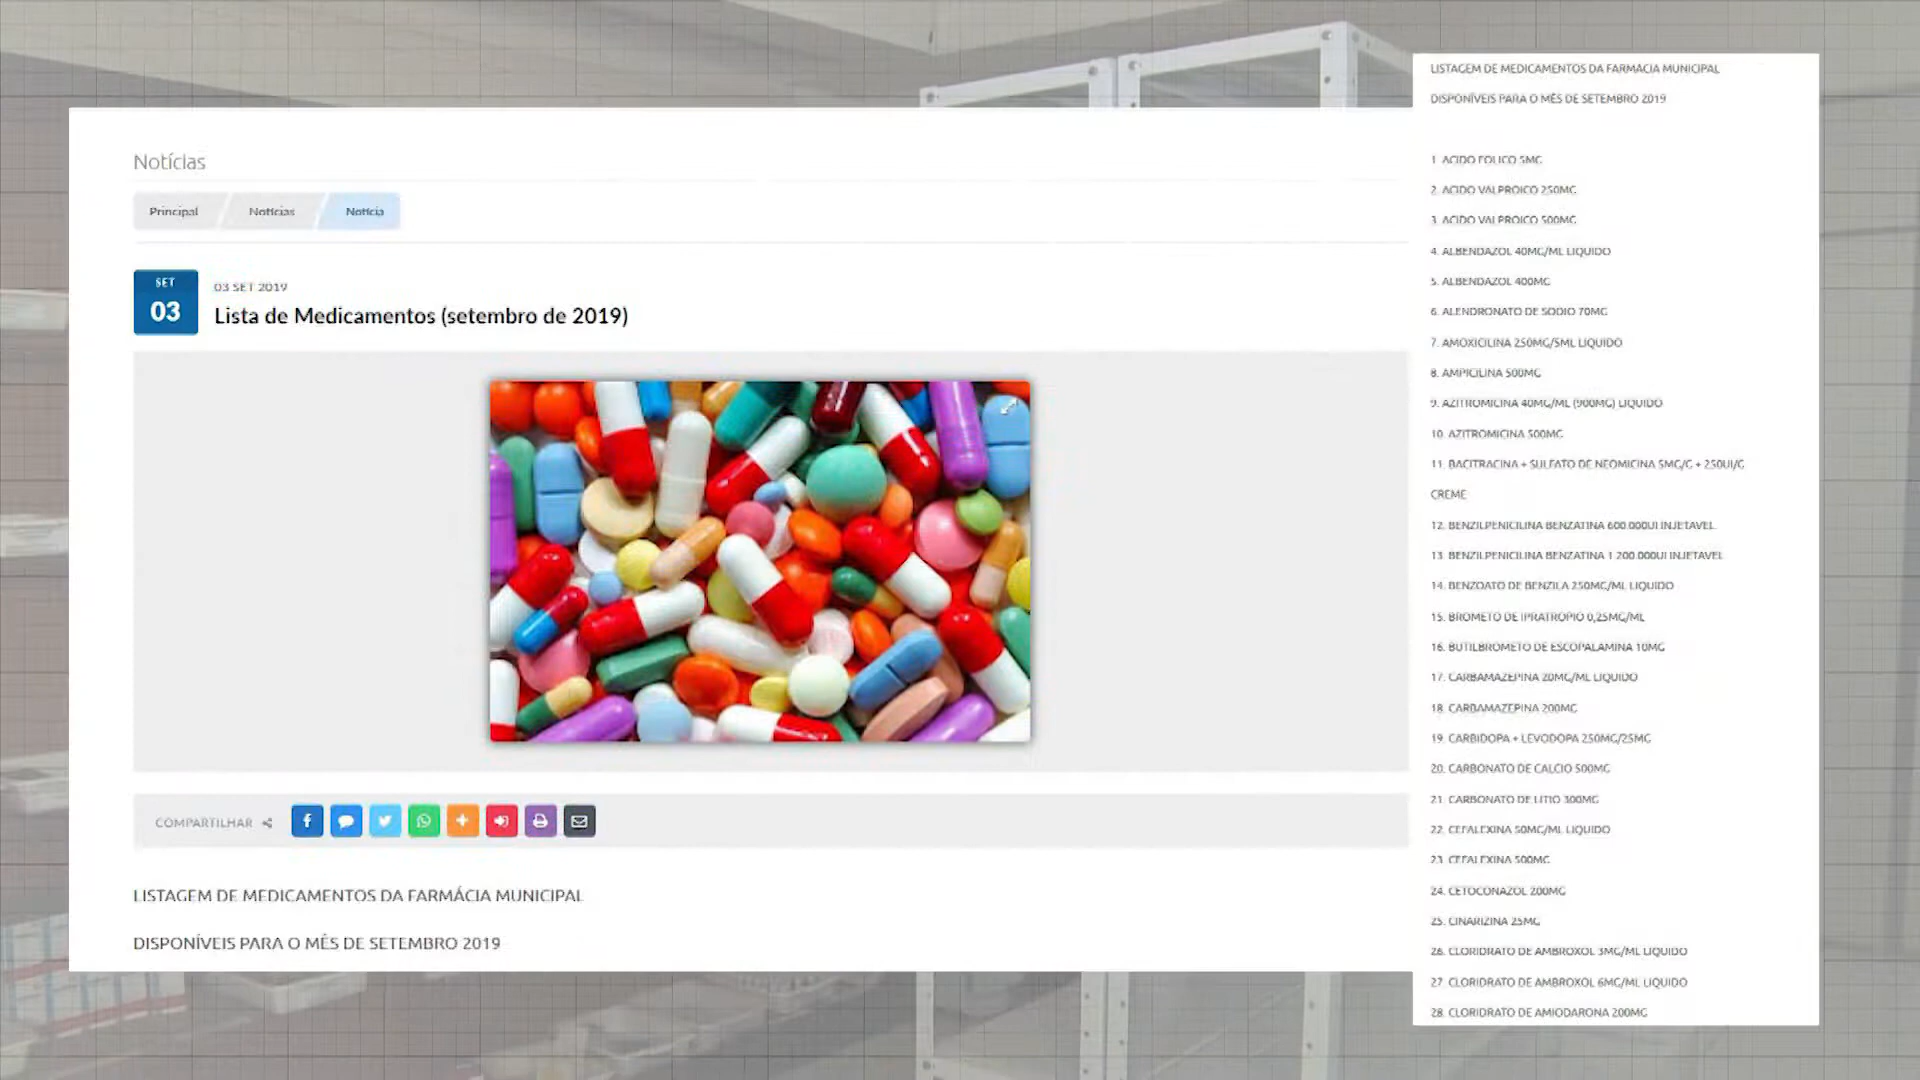 Notícias
Principal
Notícias
Notícia
SET
03
03 SET 2019
Lista de Medicamentos (setembro de 2019)
COMPARTILHAR
LISTAGEM DE MEDICAMENTOS DA FARMÁCIA MUNICIPAL
DISPONÍVEIS PARA O MÊS DE SETEMBRO 2019
LISTAGEM DE MEDICAMENTOS DA FARMÁCIA MUNICIPAL
DISPONÍVEIS PARA O MÊS DE SETEMBRO 2019
1. ACIDO FOLICO 5MG
2. ACIDO VALPROICO 250MG
3. ACIDO VALPROICO 500MG
4. ALBENDAZOL 40MG/ML LIQUIDO
5. ALBENDAZOL 400MG
6. ALENDRONATO DE SODIO 70MG
7. AMOXICILINA 250MG/5ML LIQUIDO
8. AMPICILINA 500MG
9. AZITROMICINA 40MG/ML (900MG) LIQUIDO
10. AZITROMICINA 500MG
11. BACITRACINA + SULFATO DE NEOMICINA 5MG/G + 250UI/G
CREME
12. BENZILPENICILINA BENZATINA 600.000UI INJETAVEL
13. BENZILPENICILINA BENZATINA 1.200.000UI INJETAVEL
14. BENZOATO DE BENZILA 250MG/ML LIQUIDO
15. BROMETO DE IPRATROPIO 0,25MG/ML
16. BUTILBROMETO DE ESCOPALAMINA 10MG
17. CARBAMAZEPINA 20MG/ML LIQUIDO
18. CARBAMAZEPINA 200MG
19. CARBIDOPA + LEVODOPA 250MG/25MG
20. CARBONATO DE CALCIO 500MG
21. CARBONATO DE LITIO 300MG
22. CEFALEXINA 50MG/ML LIQUIDO
23. CEFALEXINA 500MG
24. CETOCONAZOL 200MG
25. CINARIZINA 25MG
26. CLORIDRATO DE AMBROXOL 3MG/ML LIQUIDO
27. CLORIDRATO DE AMBROXOL 6MG/ML LIQUIDO
28. CLORIDRATO DE AMIODARONA 200MG